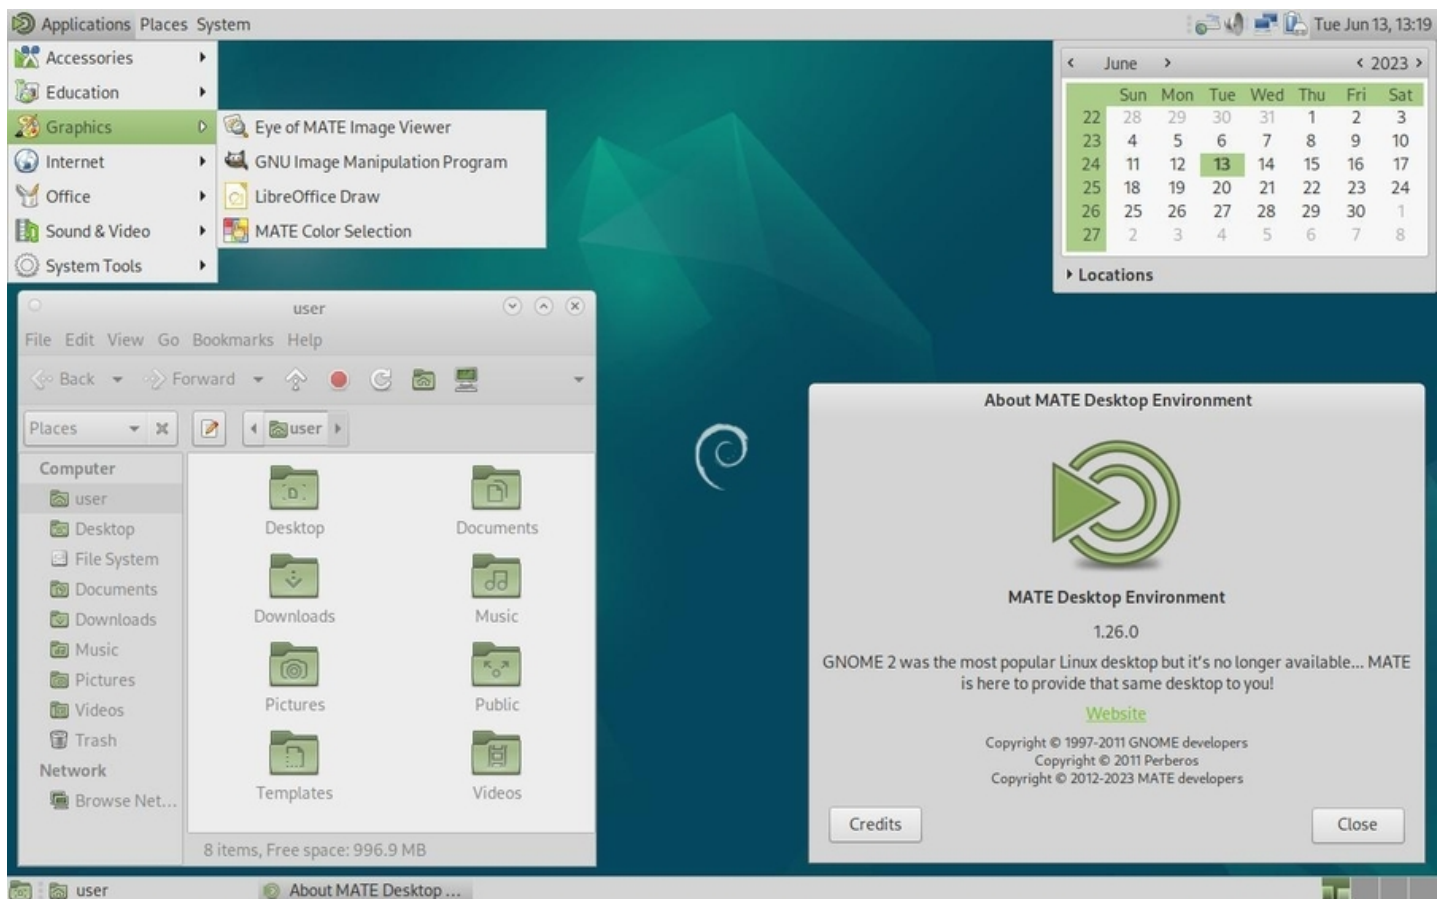 Applications Places System
Tue Jun 13, 13:19
Accessories
Education
Graphics
Internet
Office
Sound & Video
System Tools
Eye of MATE Image Viewer
GNU Image Manipulation Program
LibreOffice Draw
MATE Color Selection
June 2023
Sun Mon Tue Wed Thu Fri Sat
22 28 29 30 31 1 2 3
23 4 5 6 7 8 9 10
24 11 12 13 14 15 16 17
25 18 19 20 21 22 23 24
26 25 26 27 28 29 30 1
27 2 3 4 5 6 7 8
Locations
user
File Edit View Go Bookmarks Help
Back Forward
Places
user
Computer
user
Desktop
File System
Documents
Downloads
Music
Pictures
Videos
Trash
Network
Browse Net...
Desktop Documents
Downloads Music
Pictures Public
Templates Videos
8 items, Free space: 996.9 MB
About MATE Desktop Environment
MATE Desktop Environment
1.26.0
GNOME 2 was the most popular Linux desktop but it's no longer available... MATE
is here to provide that same desktop to you!
Website
Copyright © 1997-2011 GNOME developers
Copyright © 2011 Perberos
Copyright © 2012-2023 MATE developers
Credits Close
user About MATE Desktop ...